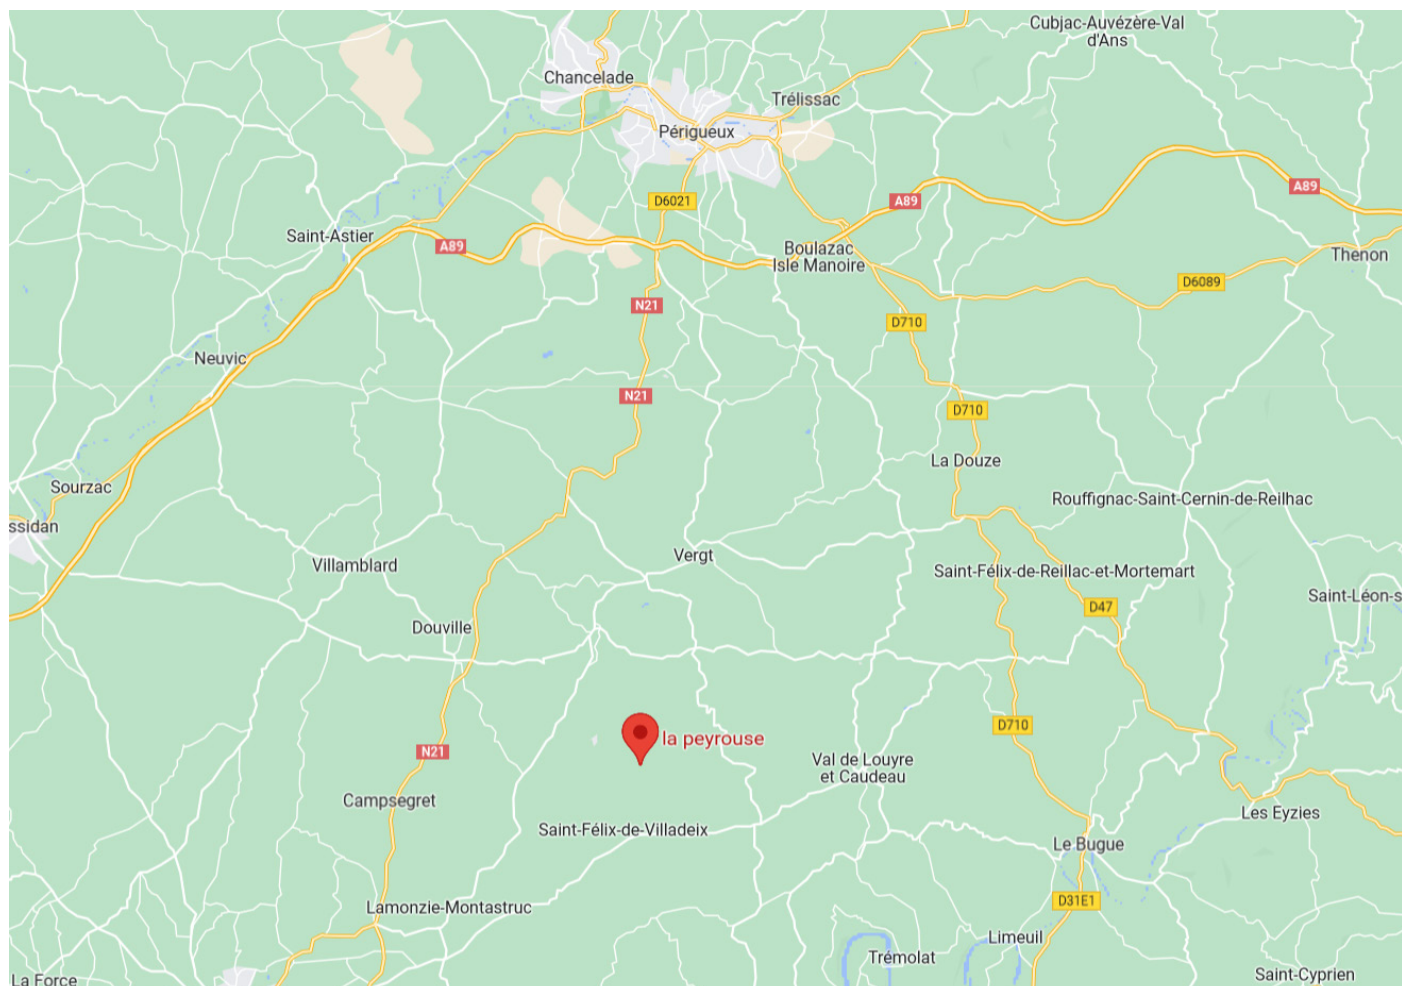 Cubjac-Auvézère-Val
d'Ans
Chancelade
Trélissac
Périgueux
D6021
A89
A89
Saint-Astier
A89
Boulazac
Isle Manoire
Thenon
D6089
N21
D710
Neuvic
N21
D710
La Douze
Sourzac
Rouffignac-Saint-Cernin-de-Reilhac
ssidan
Vergt
Villamblard
Saint-Félix-de-Reillac-et-Mortemart
Saint-Léon-s
D47
Douville
D710
la peyrouse
N21
Val de Louyre
et Caudeau
Campsegret
Les Eyzies
Saint-Félix-de-Villadeix
Le Bugue
D31E1
Lamonzie-Montastruc
Limeuil
Trémolat
Saint-Cyprien
La Force